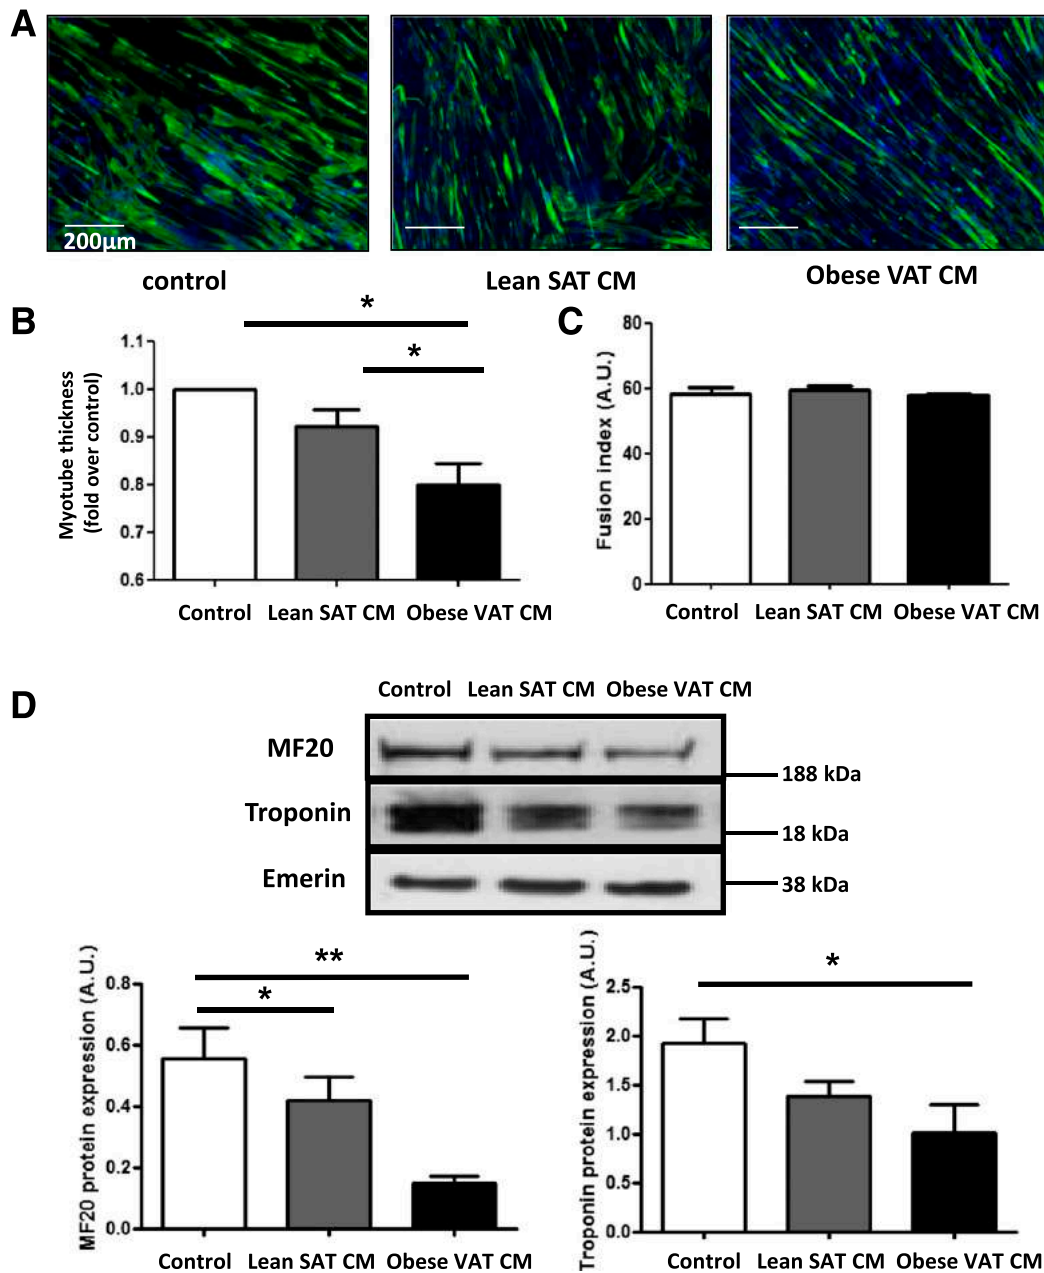 A
200µm
control
Lean SAT CM
Obese VAT CM
B
*
*
Myotube thickness
(fold over control)
1.1
1.0
0.9
0.8
0.7
0.6
Control
Lean SAT CM
Obese VAT CM
C
Fusion index (A.U.)
80
60
40
20
0
Control
Lean SAT CM
Obese VAT CM
D
Control
Lean SAT CM
Obese VAT CM
MF20
188 kDa
Troponin
18 kDa
Emerin
38 kDa
MF20 protein expression (A.U.)
**
*
0.8
0.6
0.4
0.2
0.0
Control
Lean SAT CM
Obese VAT CM
Troponin protein expression (A.U.)
*
2.5
2.0
1.5
1.0
0.5
0.0
Control
Lean SAT CM
Obese VAT CM